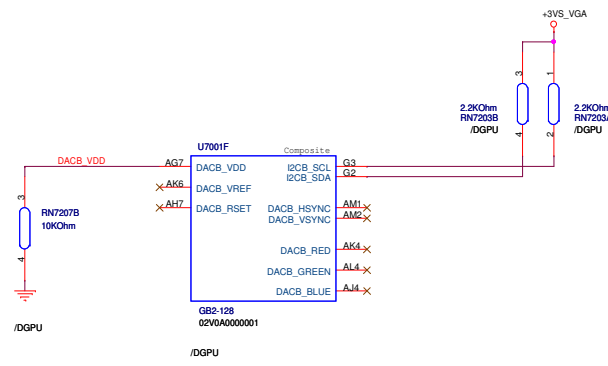 +3VS_VGA
3
1
2.2KOhm
RN7203B
/DGPU
2.2KOhm
RN7203A
/DGPU
4
2
U7001F
Composite
DACB_VDD
AG7
DACB_VDD
I2CB_SCL
G3
I2CB_SDA
G2
AK6
DACB_VREF
AH7
DACB_RSET
DACB_HSYNC
AM1
DACB_VSYNC
AM2
3
RN7207B
10KOhm
4
DACB_RED
AK4
DACB_GREEN
AL4
DACB_BLUE
AJ4
GB2-128
02V0A0000001
/DGPU
/DGPU